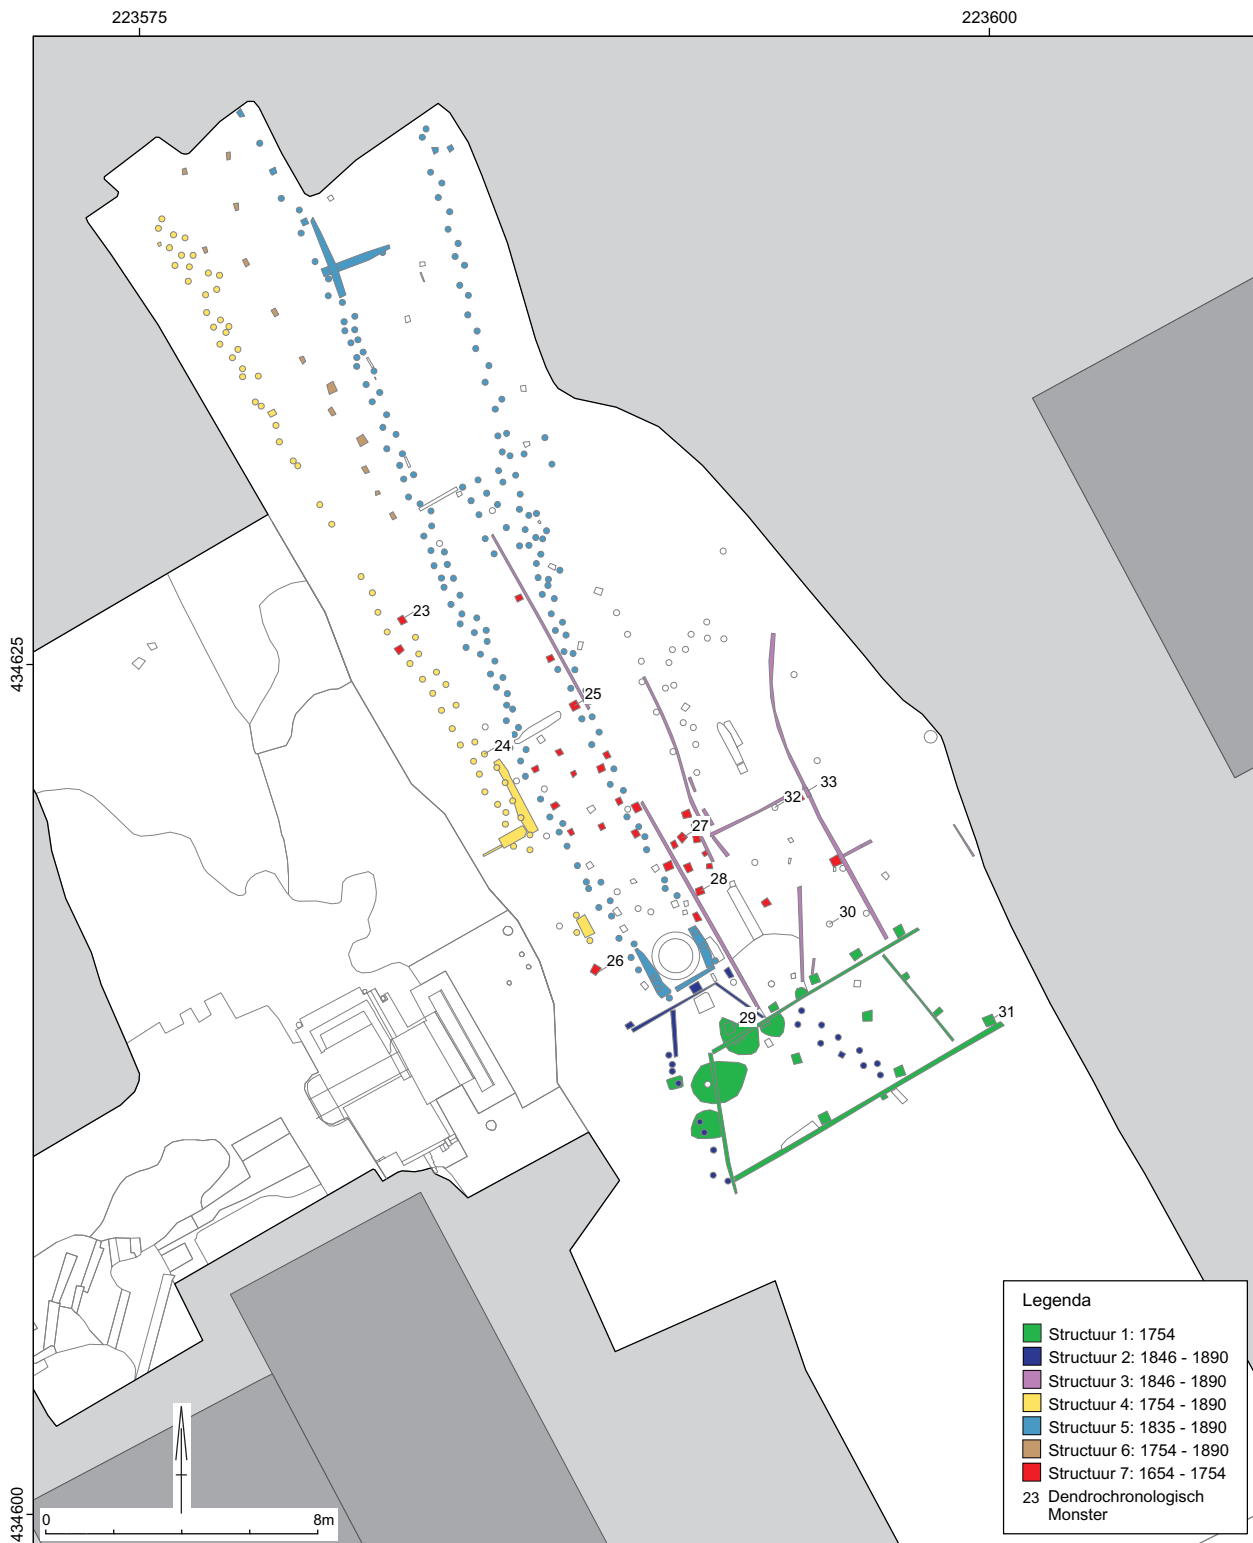 223575
223600
23
434625
25
24
33
32
27
28
30
26
31
29
Legenda
Structuur 1: 1754
Structuur 2: 1846 - 1890
Structuur 3: 1846 - 1890
Structuur 4: 1754 - 1890
Structuur 5: 1835 - 1890
Structuur 6: 1754 - 1890
Structuur 7: 1654 - 1754
23 Dendrochronologisch
Monster
434600
0 8m